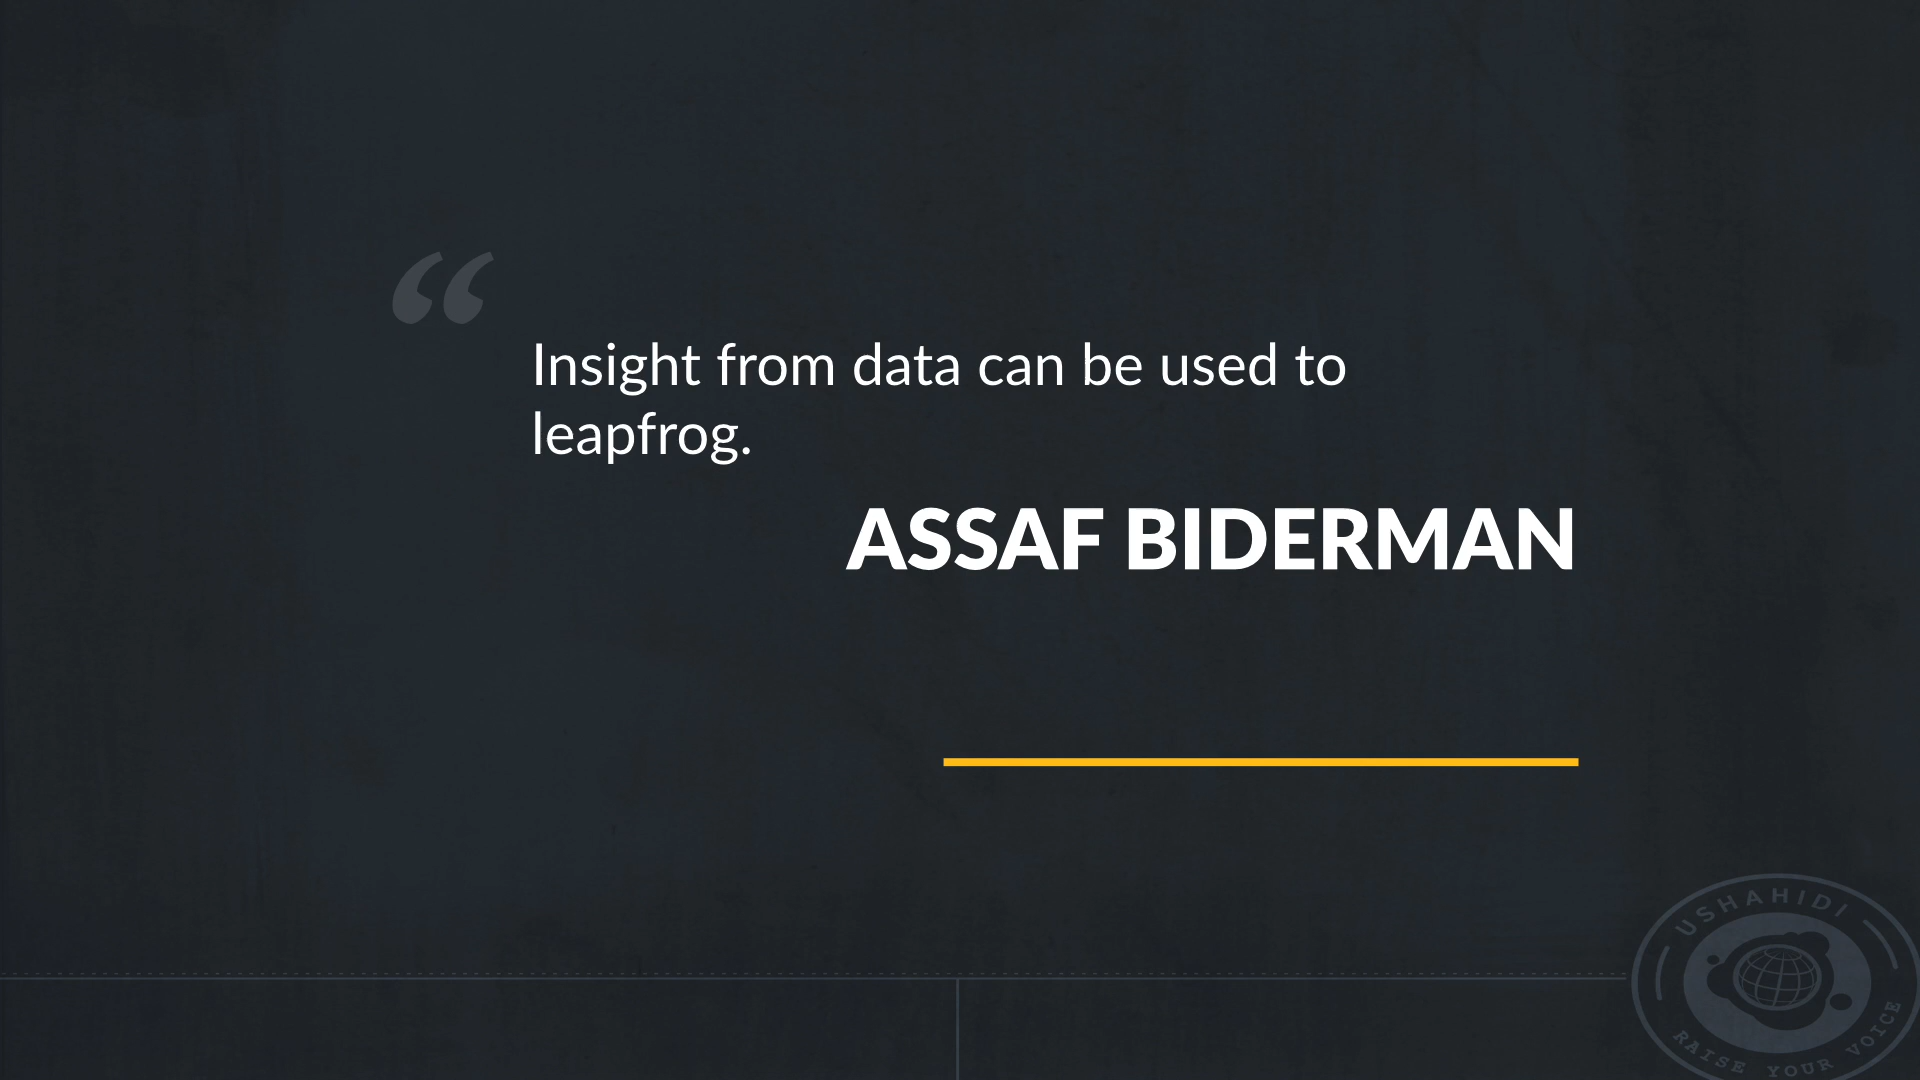 “
Insight from data can be used to
leapfrog.
ASSAF BIDERMAN
USHAHIDI
RAISE YOUR VOICE